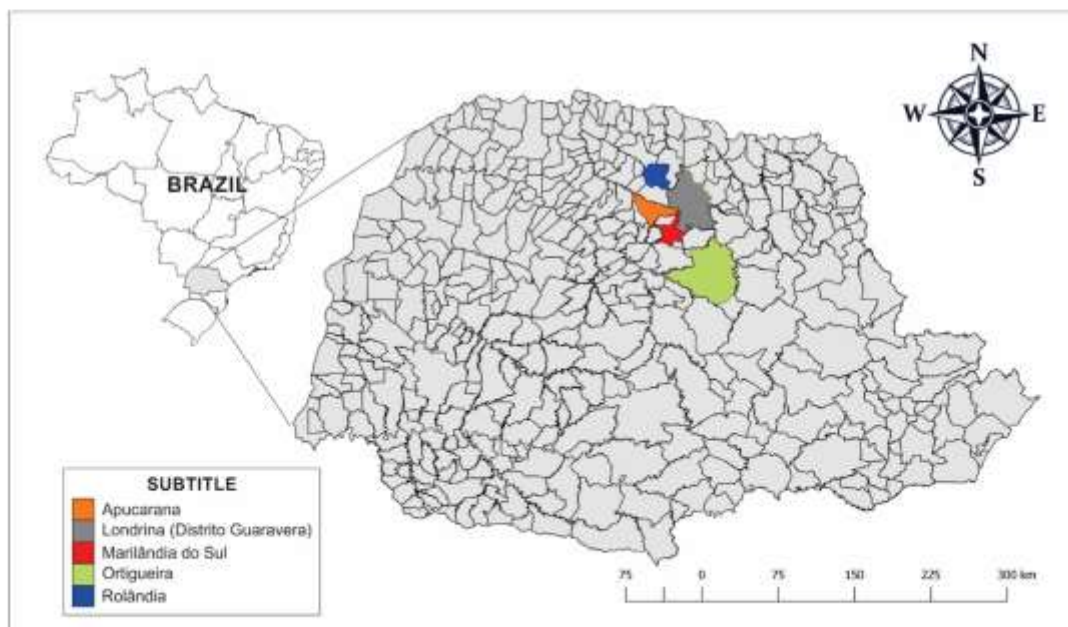 N
W E
S
BRAZIL
SUBTITLE
Apucarana
Londrina (Distrito Guaravera)
Marilândia do Sul
Ortigueira
Rolândia
75 0 75 150 225 300 km